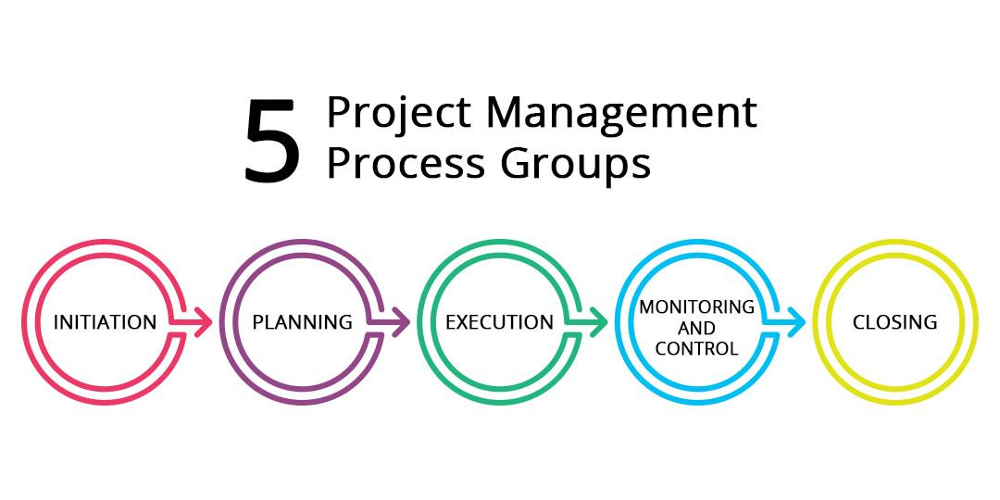 5
Project Management
Process Groups
INITIATION
PLANNING
EXECUTION
MONITORING
AND
CONTROL
CLOSING